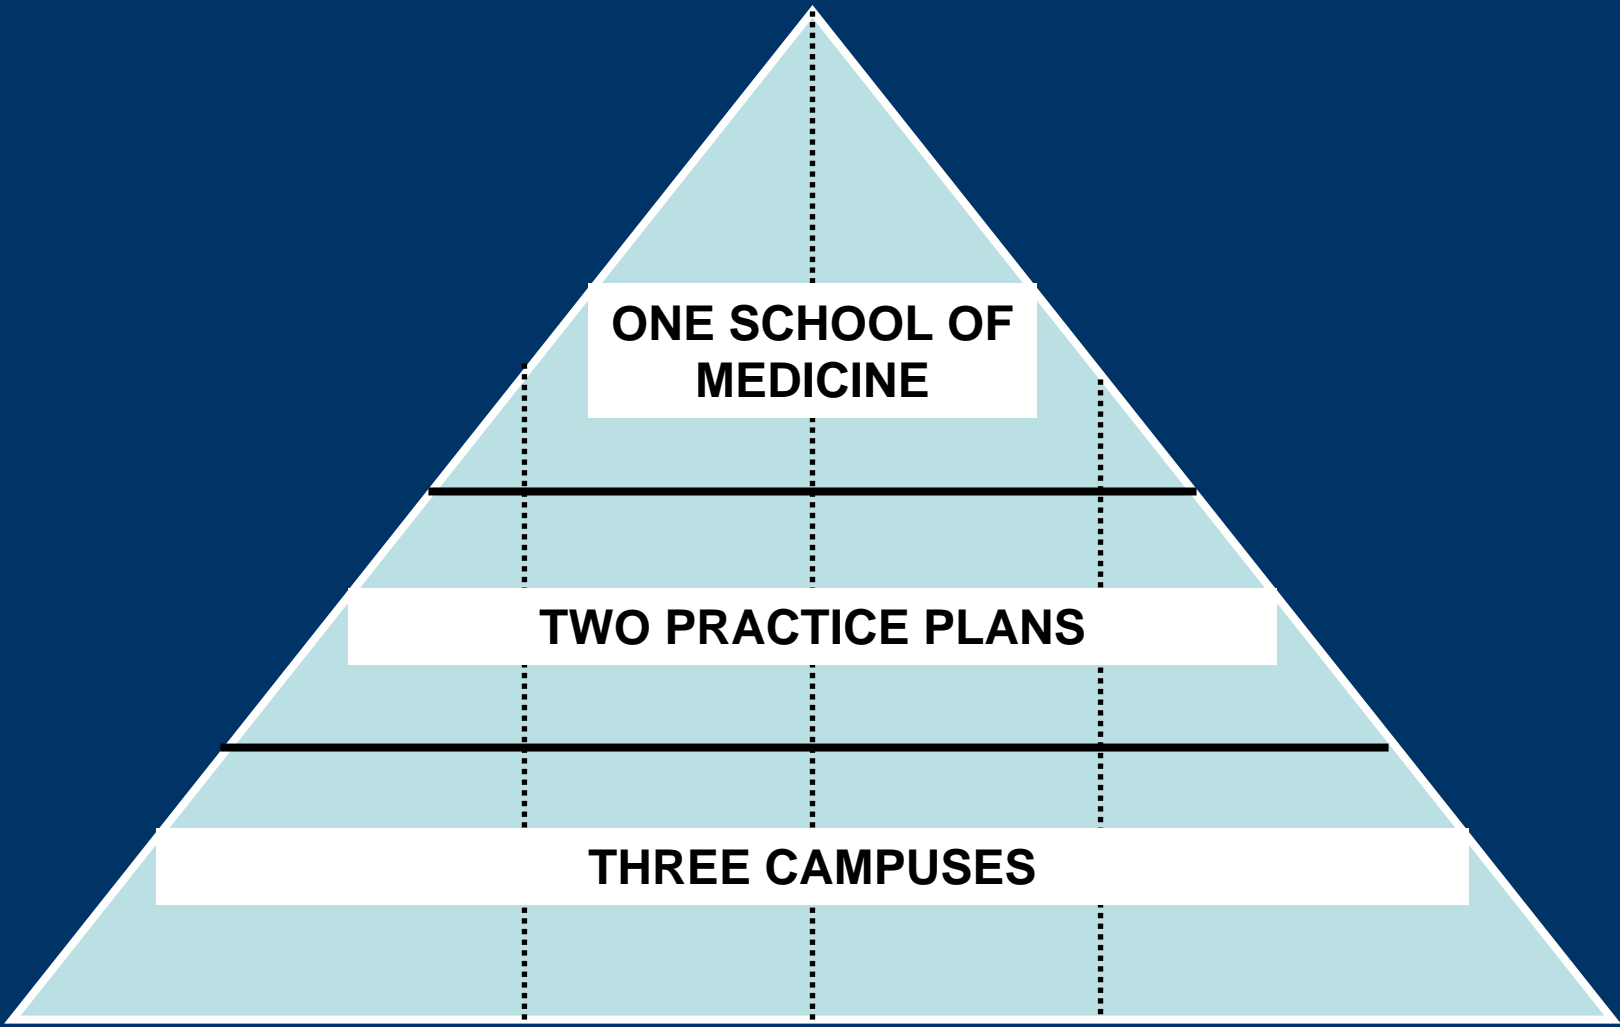 ONE SCHOOL OF
MEDICINE
TWO PRACTICE PLANS
THREE CAMPUSES